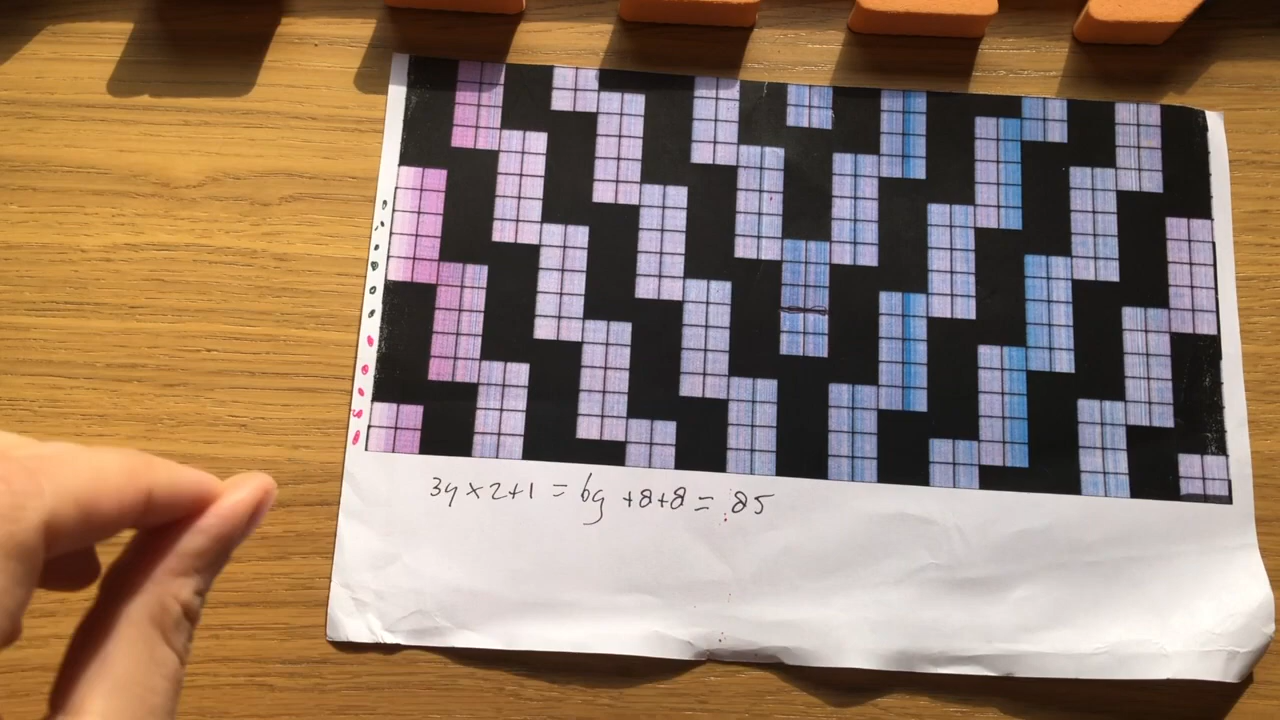 34 x 2 + 1 = 69 + 8 + 8 = 85